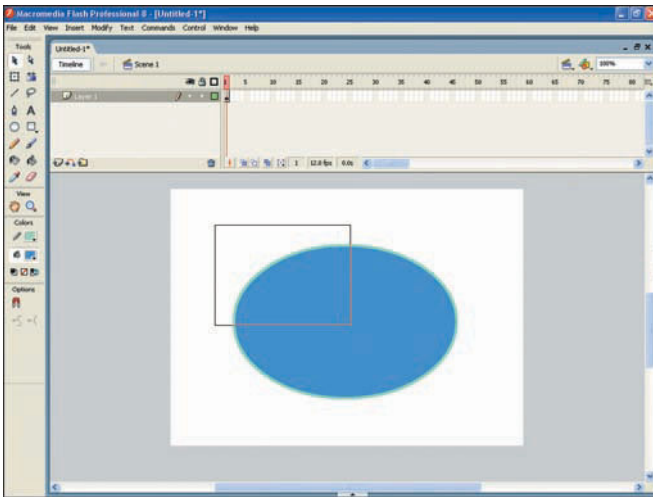 Macromedia Flash Professional 8 - [Untitled-1*]
File Edit View Insert Modify Text Commands Control Window Help
Tools
Untitled-1*
Timeline
Scene 1
100%
1 5 10 15 20 25 30 35 40 45 50 55 60 65 70 75 80
Layer 1
1 12.0 fps 0.0s
View
Colors
Options